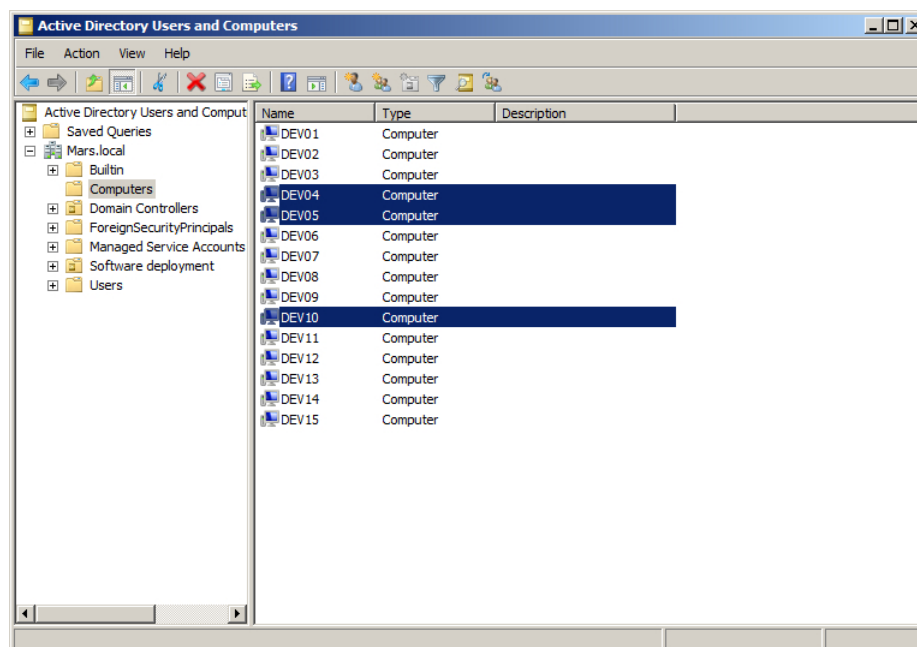 Active Directory Users and Computers
File Action View Help
Active Directory Users and Comput
Saved Queries
Mars.local
Builtin
Computers
Domain Controllers
ForeignSecurityPrincipals
Managed Service Accounts
Software deployment
Users
Name Type Description
DEV01 Computer
DEV02 Computer
DEV03 Computer
DEV04 Computer
DEV05 Computer
DEV06 Computer
DEV07 Computer
DEV08 Computer
DEV09 Computer
DEV10 Computer
DEV11 Computer
DEV12 Computer
DEV13 Computer
DEV14 Computer
DEV15 Computer